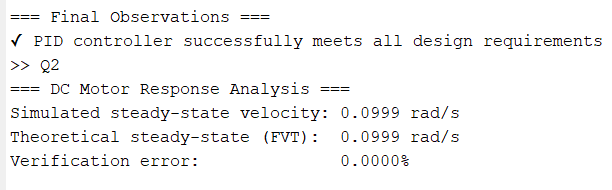 === Final Observations ===
✓ PID controller successfully meets all design requirements
>> Q2
=== DC Motor Response Analysis ===
Simulated steady-state velocity: 0.0999 rad/s
Theoretical steady-state (FVT):  0.0999 rad/s
Verification error:              0.0000%